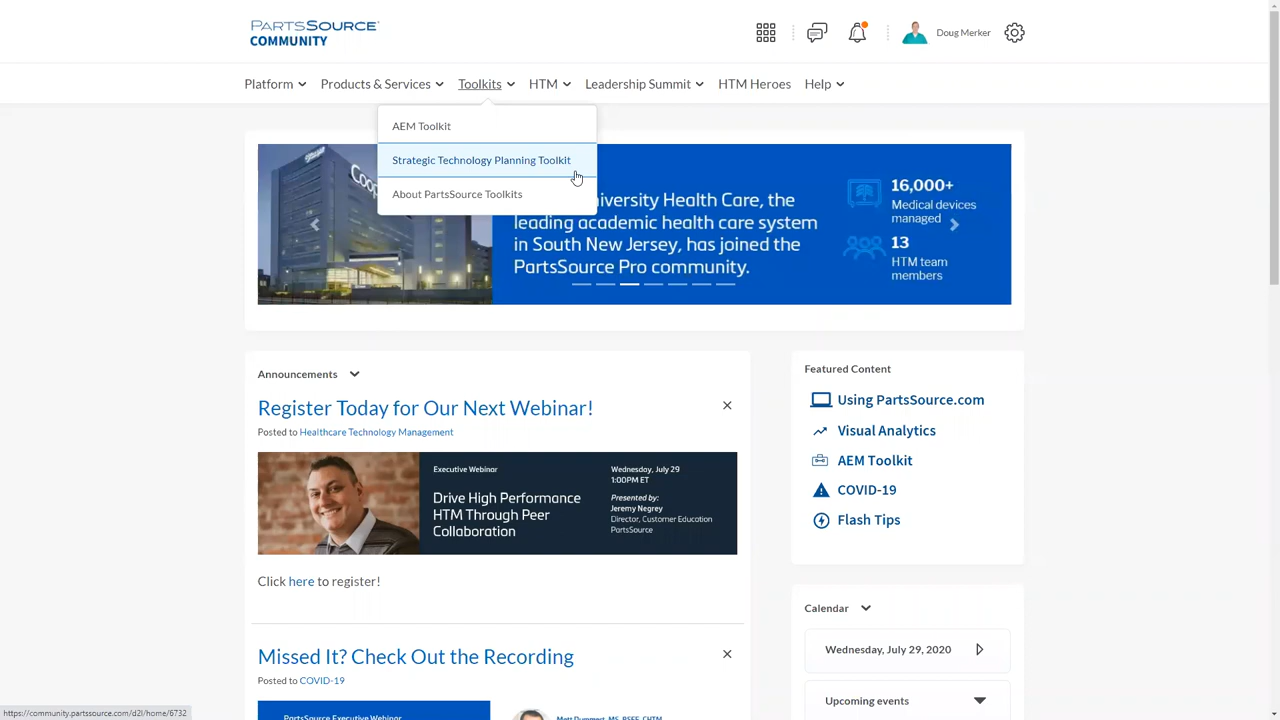 PARTSSOURCE
COMMUNITY
Doug Merker
Platform
Products & Services
Toolkits
HTM
Leadership Summit
HTM Heroes
Help
AEM Toolkit
Strategic Technology Planning Toolkit
About PartsSource Toolkits
iversity Health Care, the
leading academic health care system
in South New Jersey, has joined the
PartsSource Pro community.
16,000+
Medical devices
managed
13
HTM team
members
Announcements
Register Today for Our Next Webinar!
Posted to Healthcare Technology Management
Executive Webinar
Drive High Performance
HTM Through Peer
Collaboration
Wednesday, July 29
1:00PM ET
Presented by:
Jeremy Negrey
Director, Customer Education
PartsSource
Click here to register!
Missed It? Check Out the Recording
Posted to COVID-19
PartsSource Executive Webinar
Matt Dummert, MS, BSEE, CHTM
Featured Content
Using PartsSource.com
Visual Analytics
AEM Toolkit
COVID-19
Flash Tips
Calendar
Wednesday, July 29, 2020
Upcoming events
https://community.partssource.com/d2l/home/6732